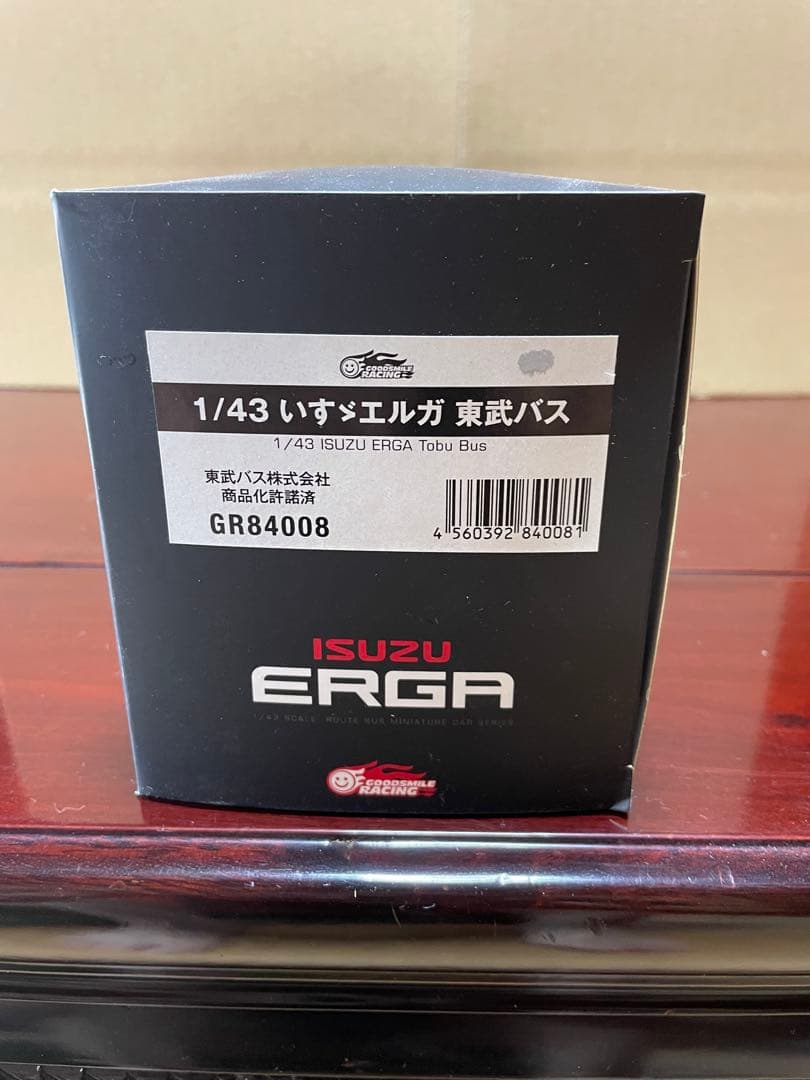 GOODSMILE
RACING
1/43 いすゞエルガ 東武バス
1/43 ISUZU ERGA Tobu Bus
東武バス株式会社
商品化許諾済
GR84008
4 560392 840081
ISUZU
ERGA
1/43 SCALE ROUTE BUS MINIATURE CAR SERIES
GOODSMILE
RACING